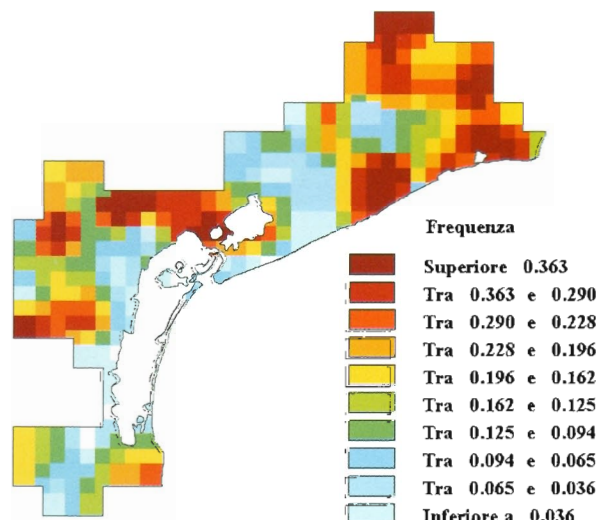 Frequenza
Superiore 0.363
Tra 0.363 e 0.290
Tra 0.290 e 0.228
Tra 0.228 e 0.196
Tra 0.196 e 0.162
Tra 0.162 e 0.125
Tra 0.125 e 0.094
Tra 0.094 e 0.065
Tra 0.065 e 0.036
Inferiore a 0.036